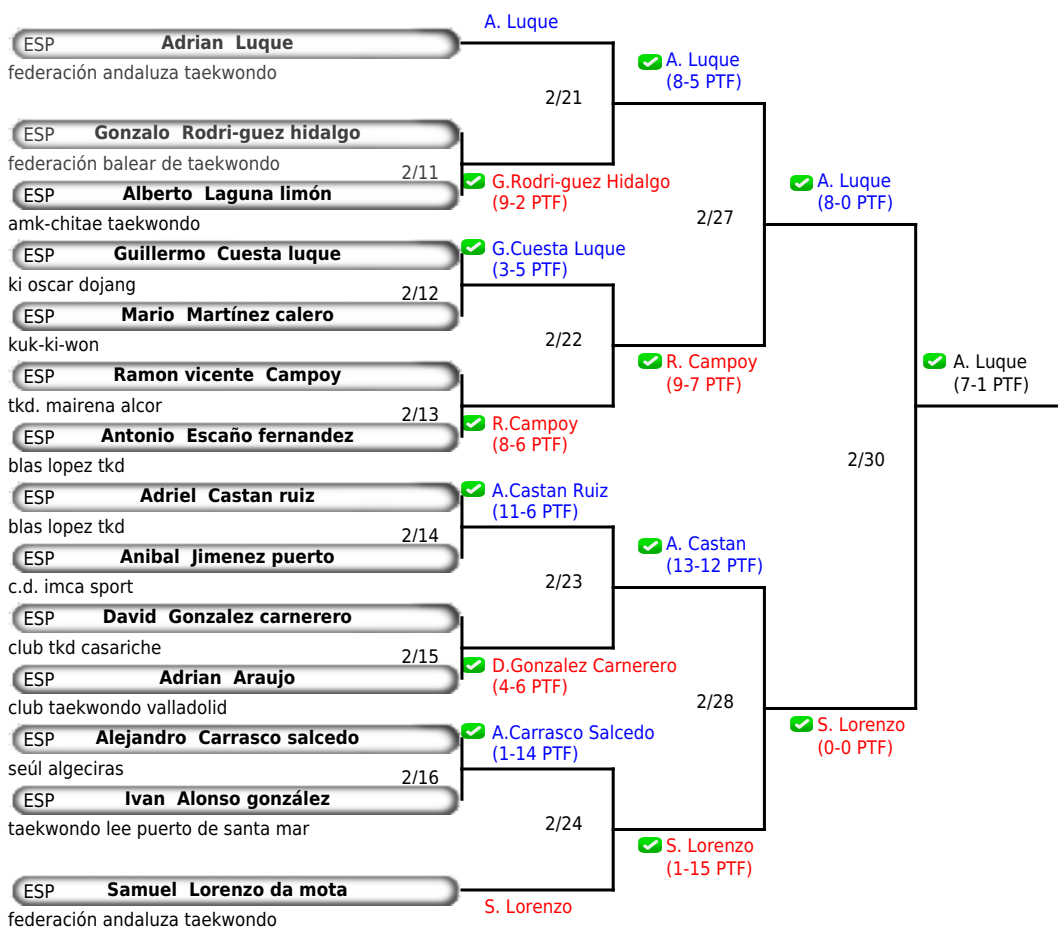 A. Luque
ESP Adrian Luque
federación andaluza taekwondo
A. Luque
(8-5 PTF)
2/21
ESP Gonzalo Rodri-guez hidalgo
federación balear de taekwondo
2/11
G.Rodri-guez Hidalgo
(9-2 PTF)
ESP Alberto Laguna limón
amk-chitae taekwondo
A. Luque
(8-0 PTF)
2/27
ESP Guillermo Cuesta luque
ki oscar dojang
G.Cuesta Luque
(3-5 PTF)
2/12
ESP Mario Martínez calero
kuk-ki-won
2/22
R. Campoy
(9-7 PTF)
ESP Ramon vicente Campoy
tkd. mairena alcor
2/13
R.Campoy
(8-6 PTF)
ESP Antonio Escaño fernandez
blas lopez tkd
A. Luque
(7-1 PTF)
2/30
ESP Adriel Castan ruiz
blas lopez tkd
A.Castan Ruiz
(11-6 PTF)
2/14
ESP Anibal Jimenez puerto
c.d. imca sport
A. Castan
(13-12 PTF)
2/23
ESP David Gonzalez carnerero
club tkd casariche
2/15
D.Gonzalez Carnerero
(4-6 PTF)
ESP Adrian Araujo
club taekwondo valladolid
2/28
S. Lorenzo
(0-0 PTF)
ESP Alejandro Carrasco salcedo
seúl algeciras
A.Carrasco Salcedo
(1-14 PTF)
2/16
ESP Ivan Alonso gonzález
taekwondo lee puerto de santa mar
2/24
S. Lorenzo
(1-15 PTF)
ESP Samuel Lorenzo da mota
federación andaluza taekwondo
S. Lorenzo